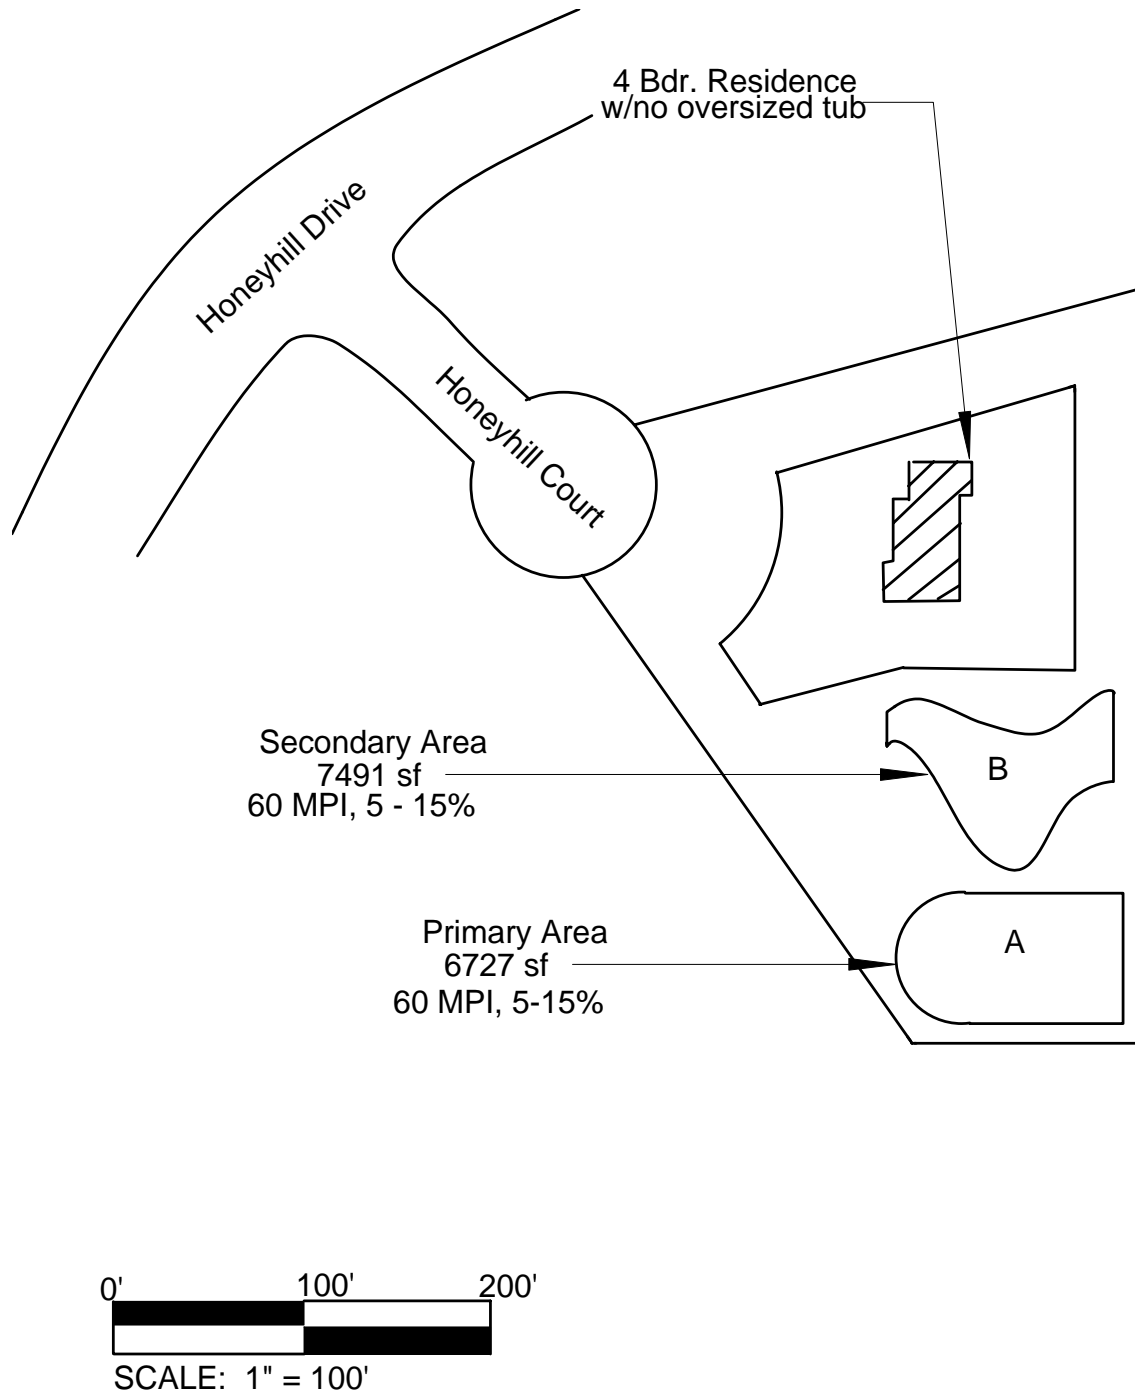 4 Bdr. Residence
w/no oversized tub
Honeyhill Drive
Honeyhill Court
Secondary Area
7491 sf
60 MPI, 5 - 15%
B
Primary Area
6727 sf
60 MPI, 5-15%
A
0' 100' 200'
SCALE: 1" = 100'